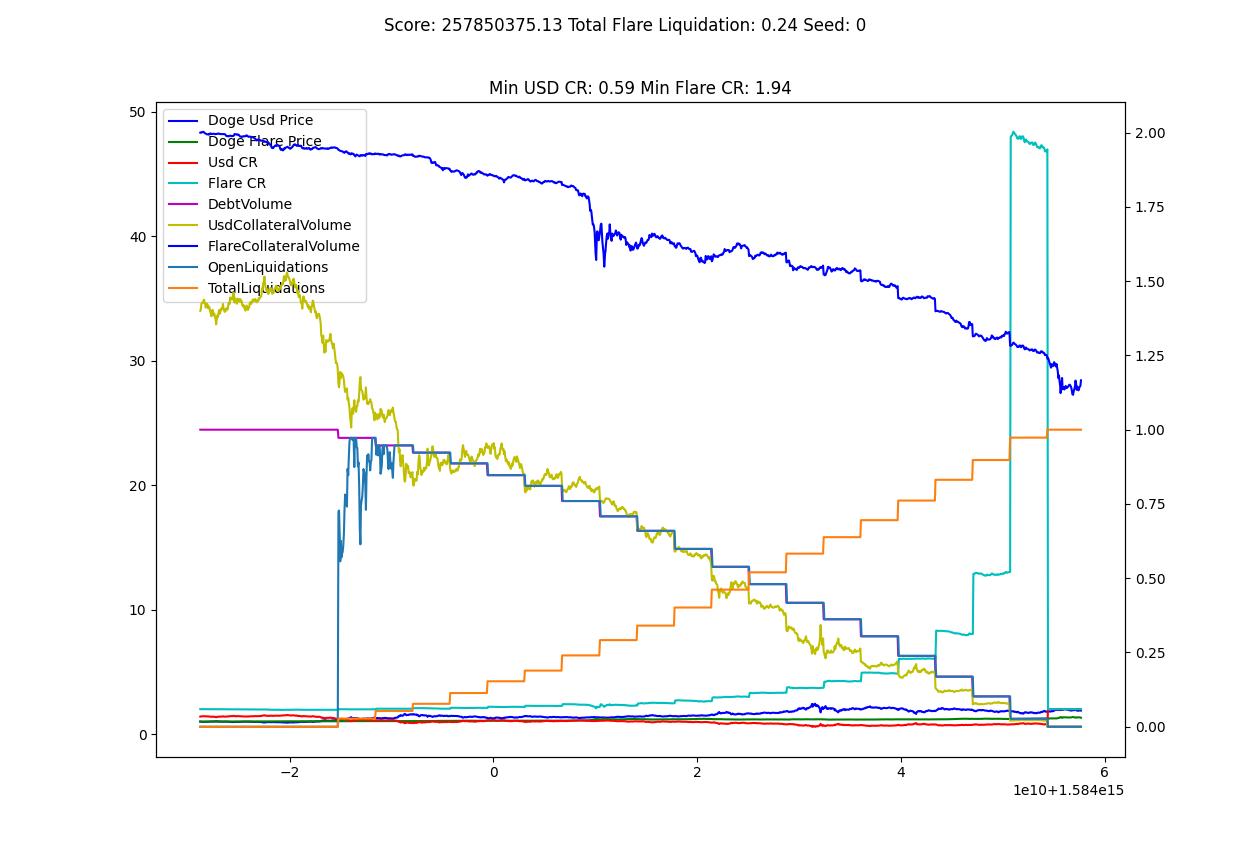 Score: 257850375.13 Total Flare Liquidation: 0.24 Seed: 0
Min USD CR: 0.59 Min Flare CR: 1.94
Doge Usd Price
Doge Flare Price
Usd CR
Flare CR
DebtVolume
UsdCollateralVolume
FlareCollateralVolume
OpenLiquidations
TotalLiquidations
50
40
30
20
10
0
2.00
1.75
1.50
1.25
1.00
0.75
0.50
0.25
0.00
−2
0
2
4
6
1e10+1.584e15